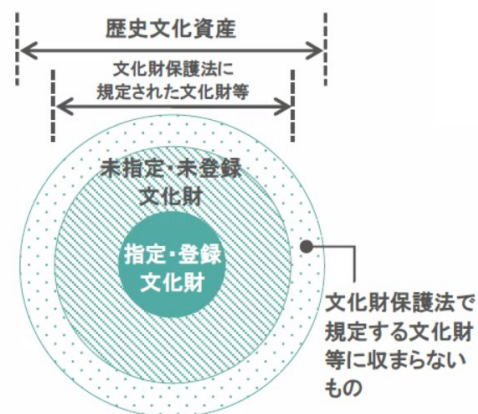 歴史文化資産
文化財保護法に
規定された文化財等
未指定・未登録
文化財
指定・登録
文化財
文化財保護法で
規定する文化財
等に収まらない
もの